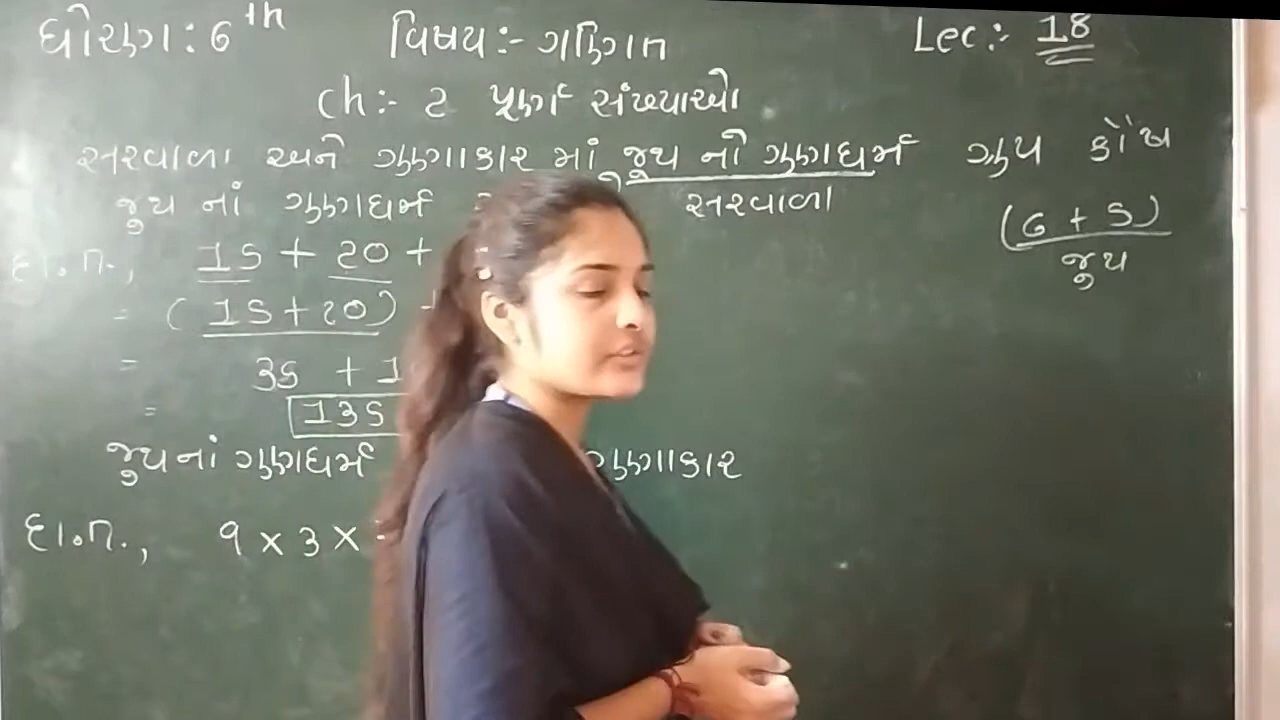 ધોરણ : 6th વિષય :- ગણિત Lec :- 18
ch :- 2 પૂર્ણ સંખ્યાઓ
સરવાળા અને ગુણાકાર માં જૂથ નો ગુણધર્મ ગ્રુપ કૌંસ
જૂથ નાં ગુણધર્મ સરવાળા (6 + 5)
જૂથ
દા.ત., 15 + 20 +
= (15+20)
= 35 + 1
= 135
જૂથનાં ગુણધર્મ ગુણાકાર
દા.ત., 9 × 3 ×